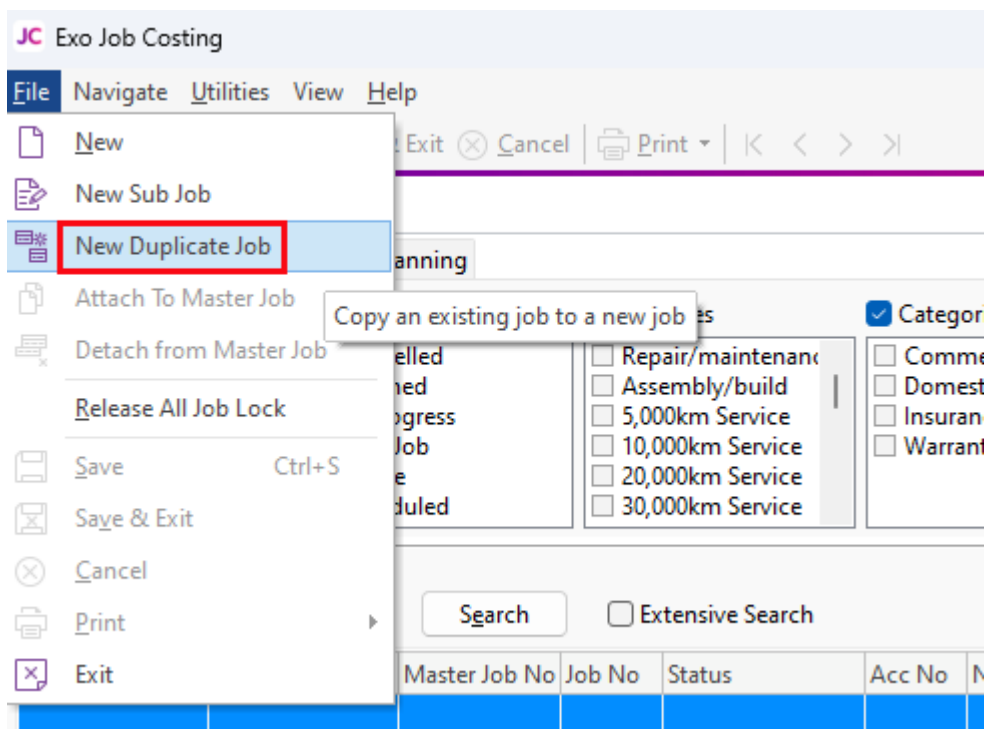 JC Exo Job Costing
File Navigate Utilities View Help
New
Exit Cancel Print
New Sub Job
New Duplicate Job
anning
Attach To Master Job
Copy an existing job to a new job
es
Categori
Detach from Master Job
elled
Repair/maintenanc
Comme
ned
Assembly/build
Domest
Release All Job Lock
ogress
5,000km Service
Insuran
Job
10,000km Service
Warrant
Save Ctrl+S
e
20,000km Service
duled
30,000km Service
Save & Exit
Cancel
Print
Search
Extensive Search
Exit
Master Job No Job No Status Acc No N